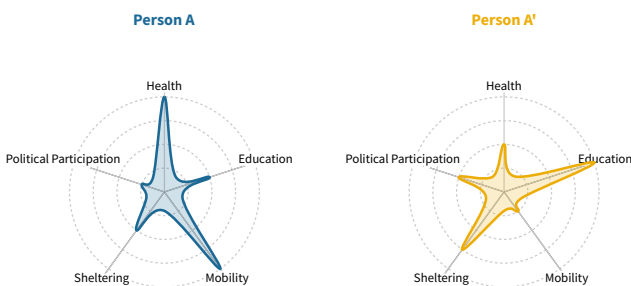 Person A
Person A'
Health
Health
Political Participation
Education
Political Participation
Education
Sheltering
Mobility
Sheltering
Mobility